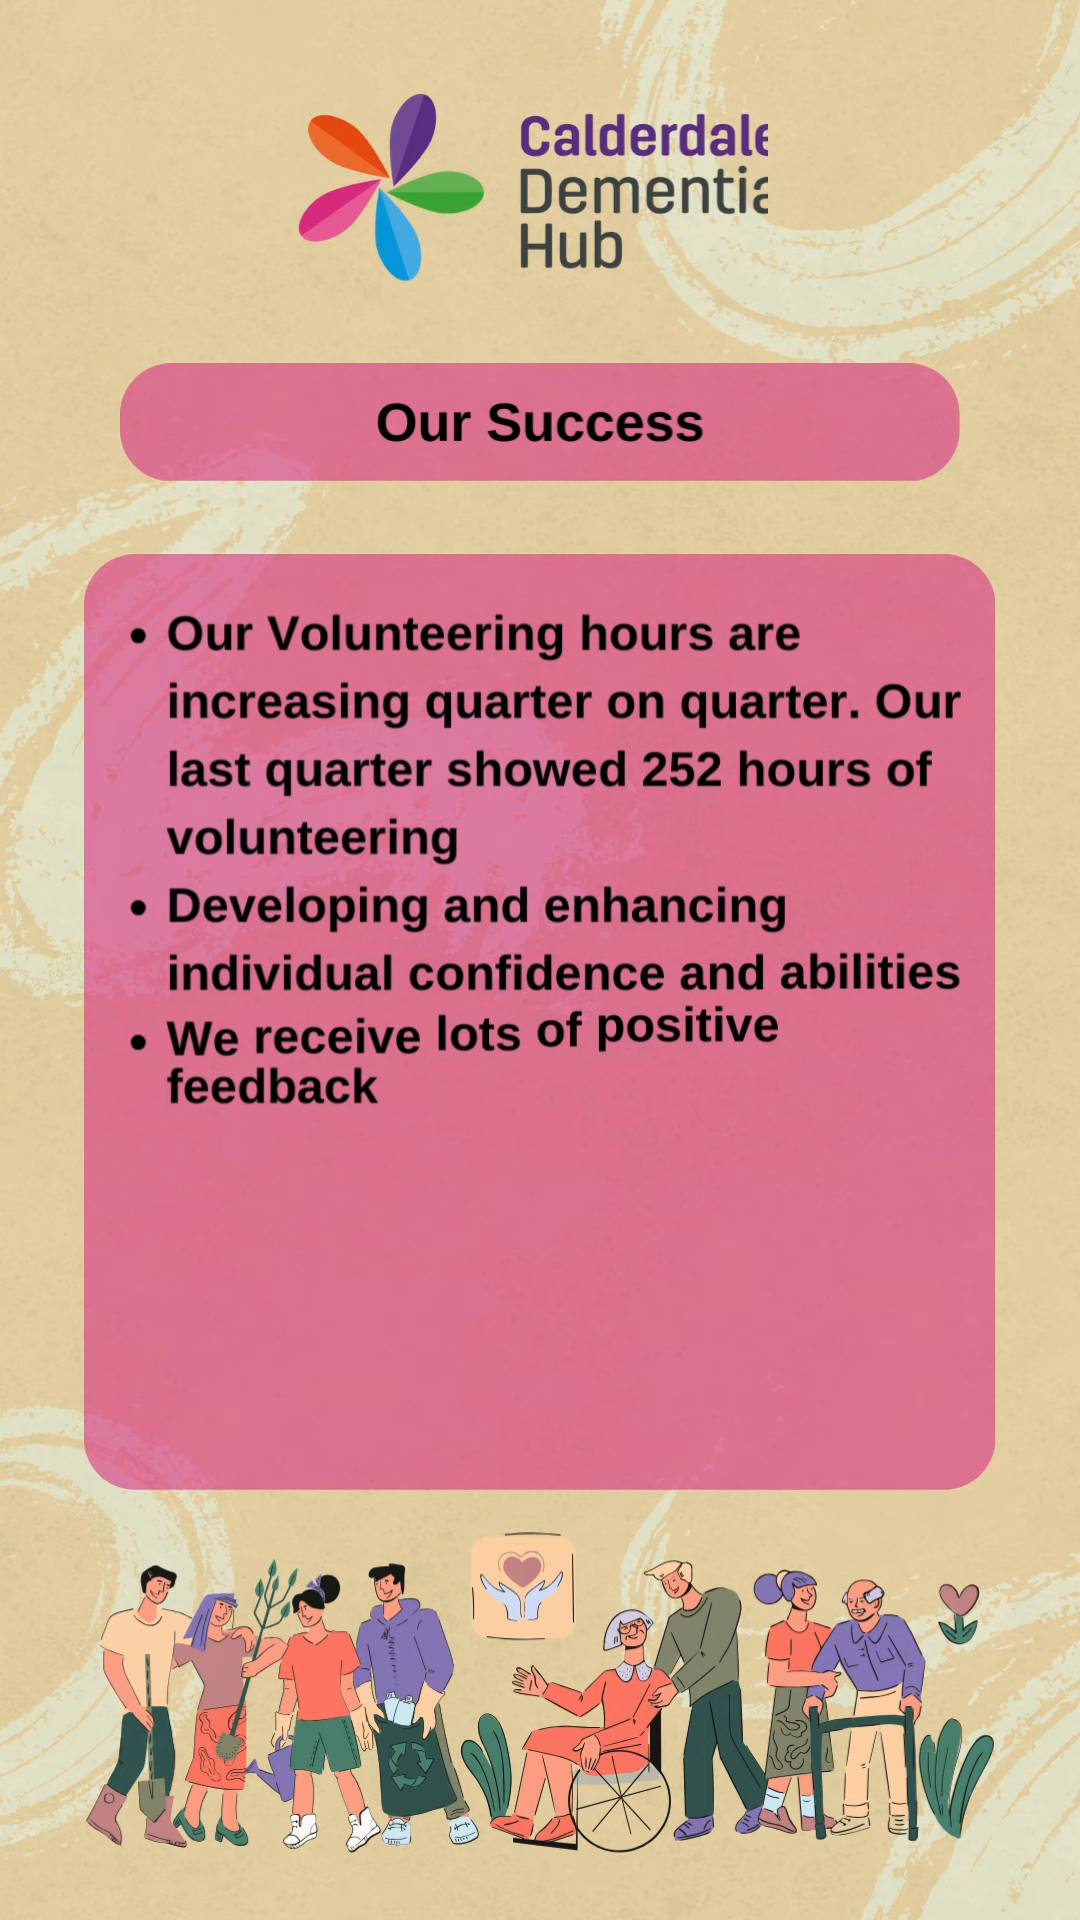 Calderdale
Dementia
Hub
Our Success
• Our Volunteering hours are
increasing quarter on quarter. Our
last quarter showed 252 hours of
volunteering
• Developing and enhancing
individual confidence and abilities
• We receive lots of positive
feedback